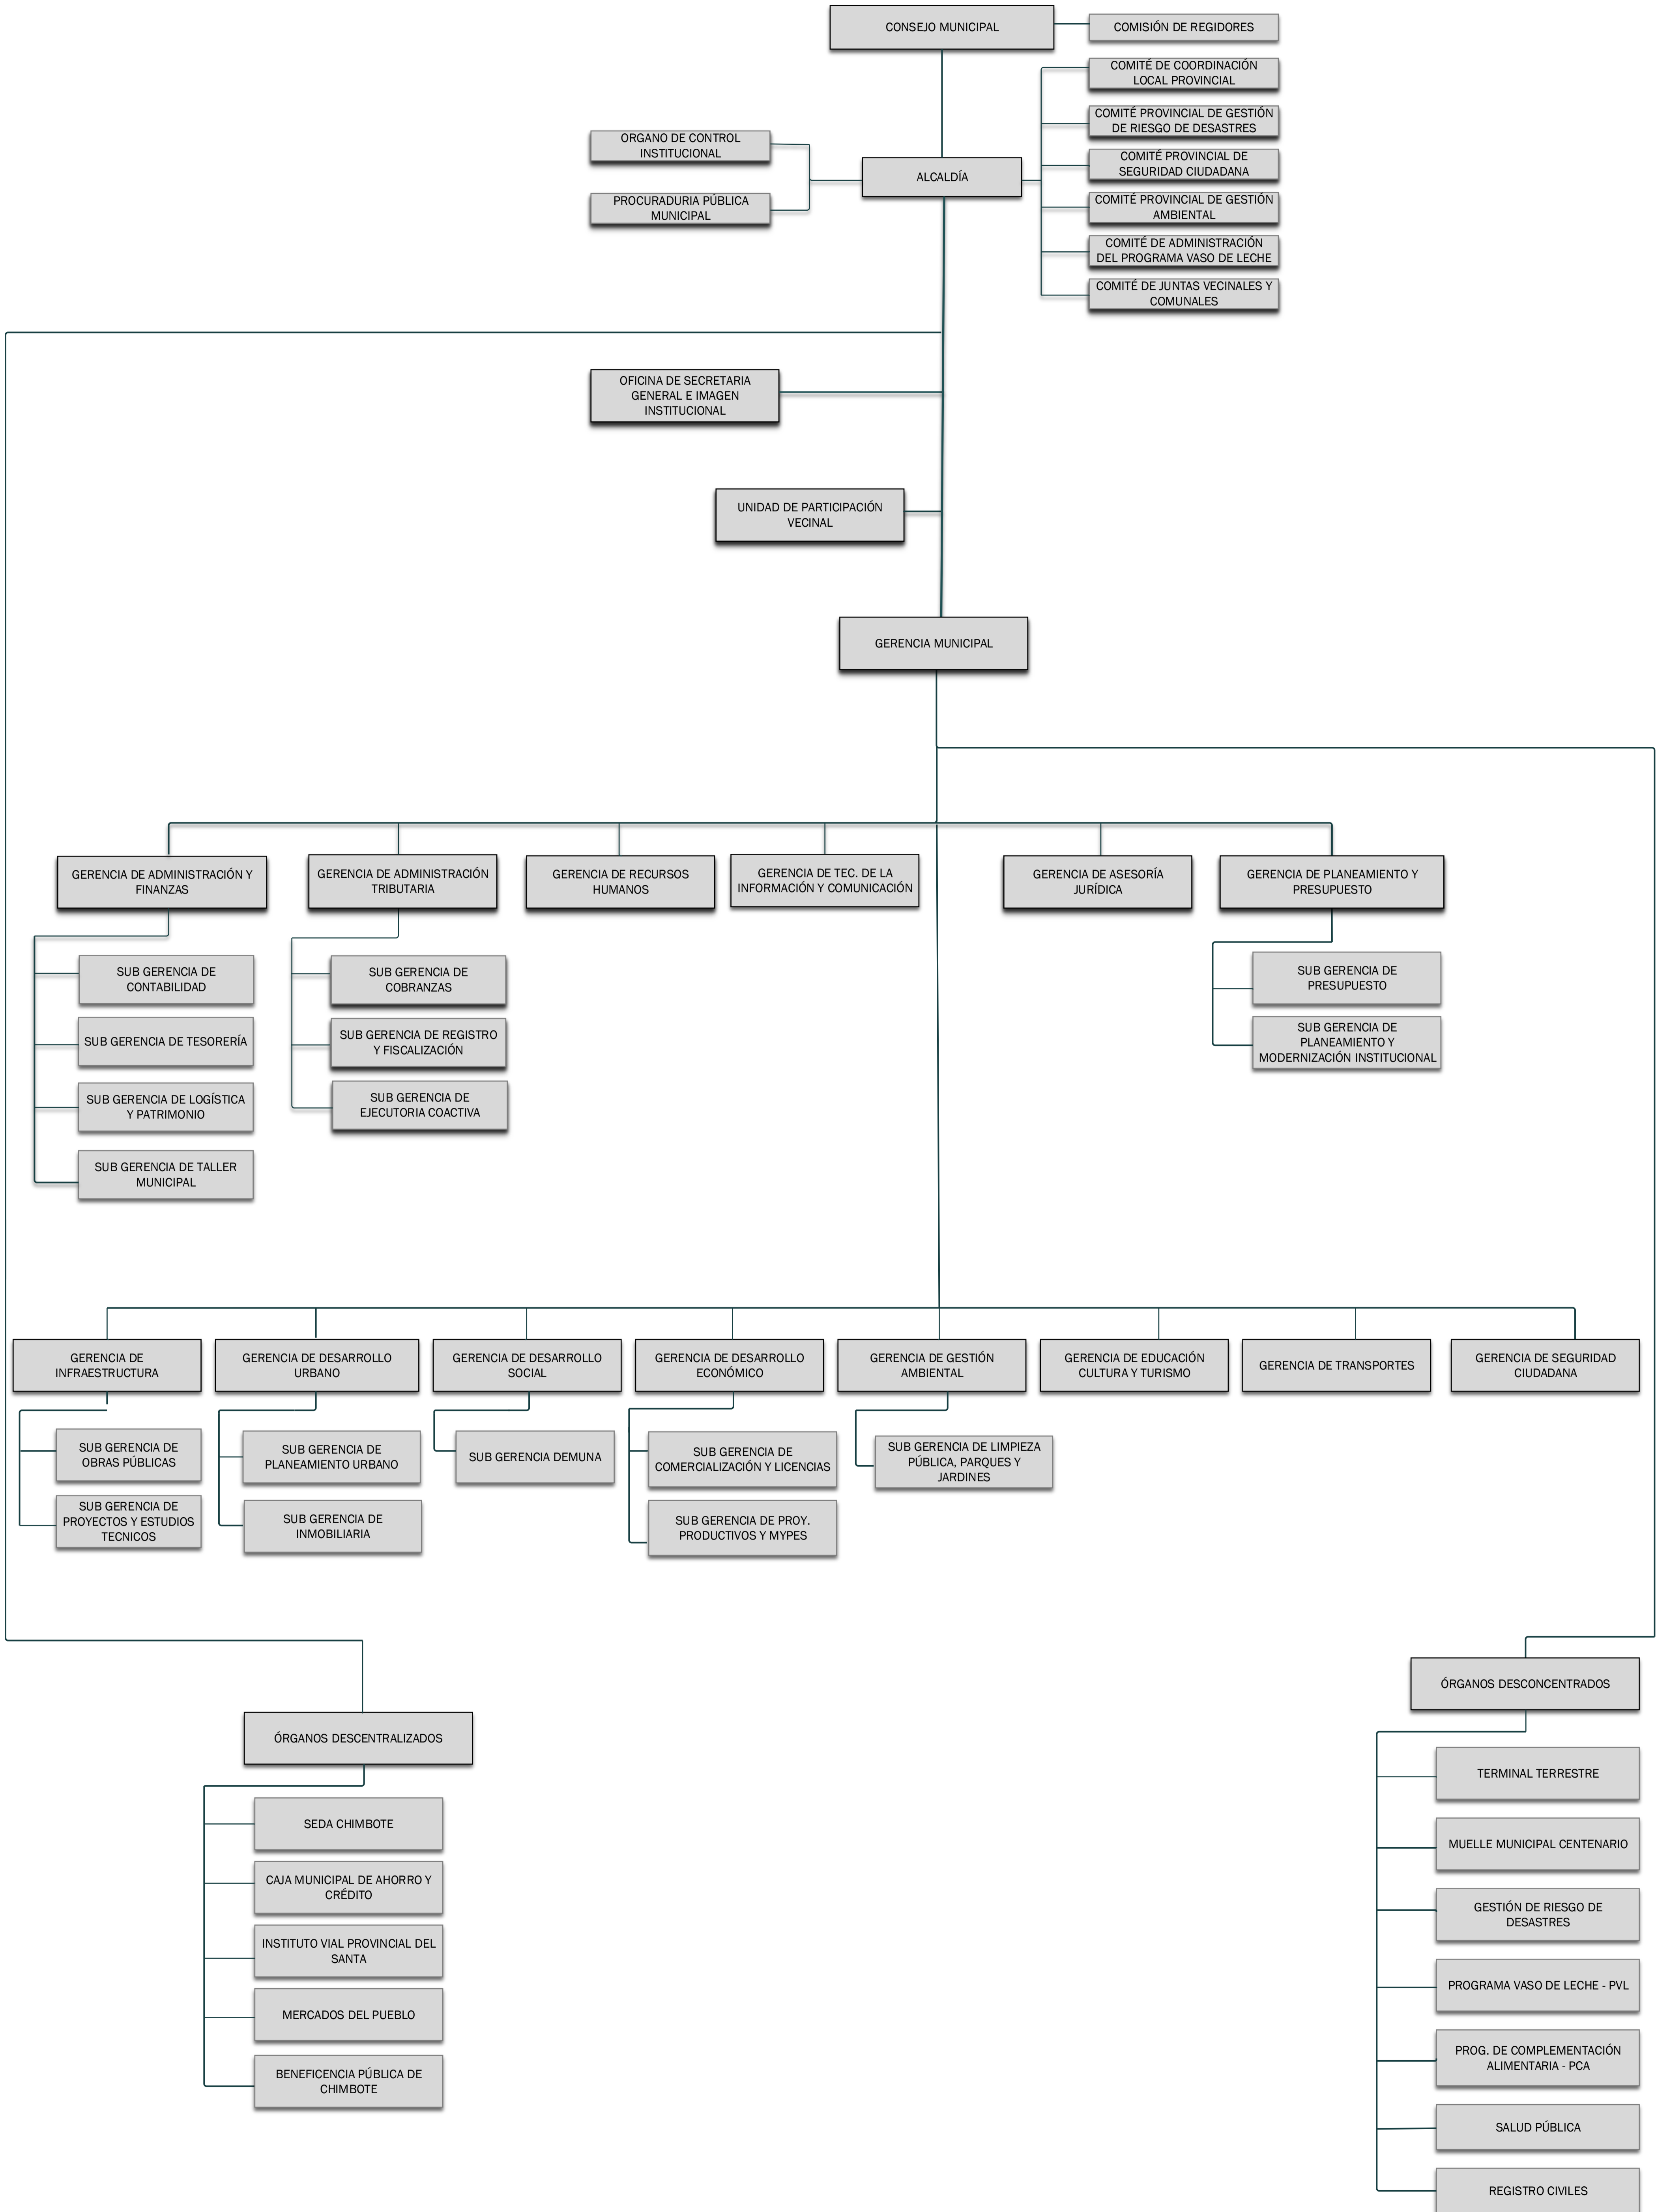 CONSEJO MUNICIPAL
COMISIÓN DE REGIDORES
COMITÉ DE COORDINACIÓN
LOCAL PROVINCIAL
COMITÉ PROVINCIAL DE GESTIÓN
DE RIESGO DE DESASTRES
COMITÉ PROVINCIAL DE
SEGURIDAD CIUDADANA
COMITÉ PROVINCIAL DE GESTIÓN
AMBIENTAL
COMITÉ DE ADMINISTRACIÓN
DEL PROGRAMA VASO DE LECHE
COMITÉ DE JUNTAS VECINALES Y
COMUNALES
ORGANO DE CONTROL
INSTITUCIONAL
PROCURADURIA PÚBLICA
MUNICIPAL
ALCALDÍA
OFICINA DE SECRETARIA
GENERAL E IMAGEN
INSTITUCIONAL
UNIDAD DE PARTICIPACIÓN
VECINAL
GERENCIA MUNICIPAL
GERENCIA DE ADMINISTRACIÓN Y
FINANZAS
GERENCIA DE ADMINISTRACIÓN
TRIBUTARIA
GERENCIA DE RECURSOS
HUMANOS
GERENCIA DE TEC. DE LA
INFORMACIÓN Y COMUNICACIÓN
GERENCIA DE ASESORÍA
JURÍDICA
GERENCIA DE PLANEAMIENTO Y
PRESUPUESTO
SUB GERENCIA DE
CONTABILIDAD
SUB GERENCIA DE TESORERÍA
SUB GERENCIA DE LOGÍSTICA
Y PATRIMONIO
SUB GERENCIA DE TALLER
MUNICIPAL
SUB GERENCIA DE
COBRANZAS
SUB GERENCIA DE REGISTRO
Y FISCALIZACIÓN
SUB GERENCIA DE
EJECUTORIA COACTIVA
SUB GERENCIA DE
PRESUPUESTO
SUB GERENCIA DE
PLANEAMIENTO Y
MODERNIZACIÓN INSTITUCIONAL
GERENCIA DE
INFRAESTRUCTURA
GERENCIA DE DESARROLLO
URBANO
GERENCIA DE DESARROLLO
SOCIAL
GERENCIA DE DESARROLLO
ECONÓMICO
GERENCIA DE GESTIÓN
AMBIENTAL
GERENCIA DE EDUCACIÓN
CULTURA Y TURISMO
GERENCIA DE TRANSPORTES
GERENCIA DE SEGURIDAD
CIUDADANA
SUB GERENCIA DE
OBRAS PÚBLICAS
SUB GERENCIA DE
PROYECTOS Y ESTUDIOS
TECNICOS
SUB GERENCIA DE
PLANEAMIENTO URBANO
SUB GERENCIA DE
INMOBILIARIA
SUB GERENCIA DEMUNA
SUB GERENCIA DE
COMERCIALIZACIÓN Y LICENCIAS
SUB GERENCIA DE PROY.
PRODUCTIVOS Y MYPES
SUB GERENCIA DE LIMPIEZA
PÚBLICA, PARQUES Y
JARDINES
ÓRGANOS DESCENTRALIZADOS
SEDA CHIMBOTE
CAJA MUNICIPAL DE AHORRO Y
CRÉDITO
INSTITUTO VIAL PROVINCIAL DEL
SANTA
MERCADOS DEL PUEBLO
BENEFICENCIA PÚBLICA DE
CHIMBOTE
ÓRGANOS DESCONCENTRADOS
TERMINAL TERRESTRE
MUELLE MUNICIPAL CENTENARIO
GESTIÓN DE RIESGO DE
DESASTRES
PROGRAMA VASO DE LECHE - PVL
PROG. DE COMPLEMENTACIÓN
ALIMENTARIA - PCA
SALUD PÚBLICA
REGISTRO CIVILES